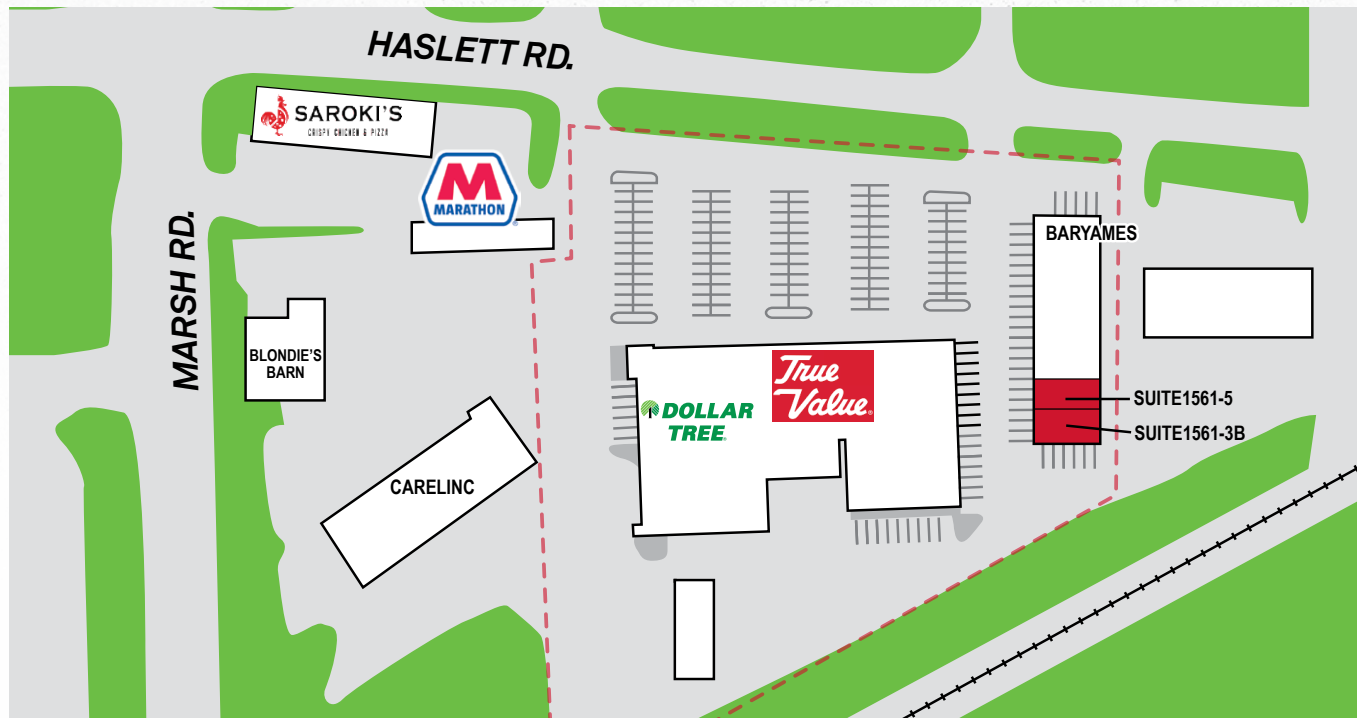 HASLETT RD.
SAROKI'S
CRISPY CHICKEN & PIZZA
M
MARATHON
MARSH RD.
BARYAMES
BLONDIE'S
BARN
True
Value®
DOLLAR
TREE
SUITE1561-5
SUITE1561-3B
CARELINC